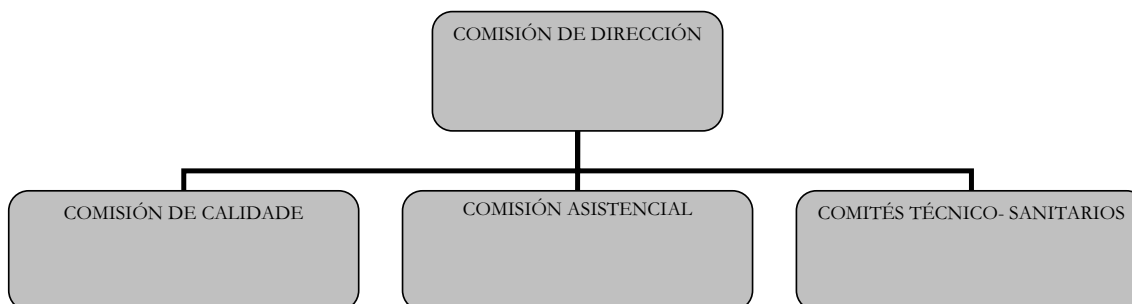 COMISIÓN DE DIRECCIÓN
COMISIÓN DE CALIDADE
COMISIÓN ASISTENCIAL
COMITÉS TÉCNICO- SANITARIOS